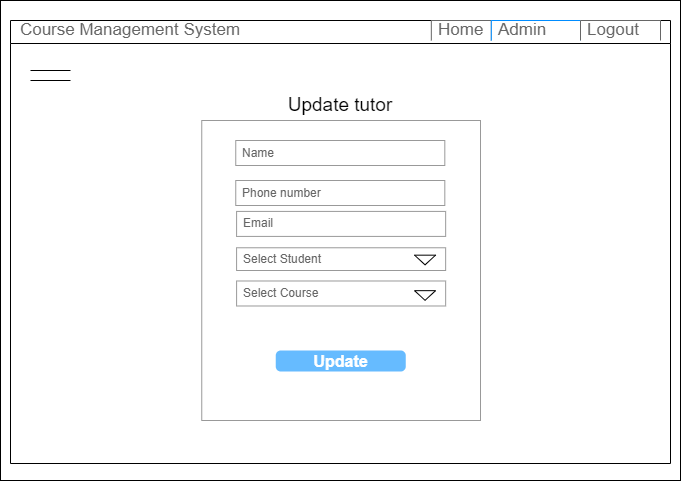 Course Management System Home Admin Logout
Update tutor
Name
Phone number
Email
Select Student
Select Course
Update